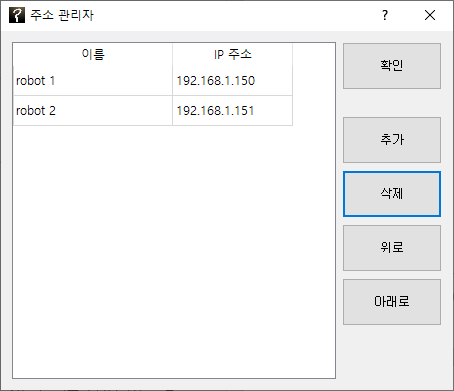 주소 관리자
이름 IP 주소
robot 1 192.168.1.150
robot 2 192.168.1.151
확인
추가
삭제
위로
아래로